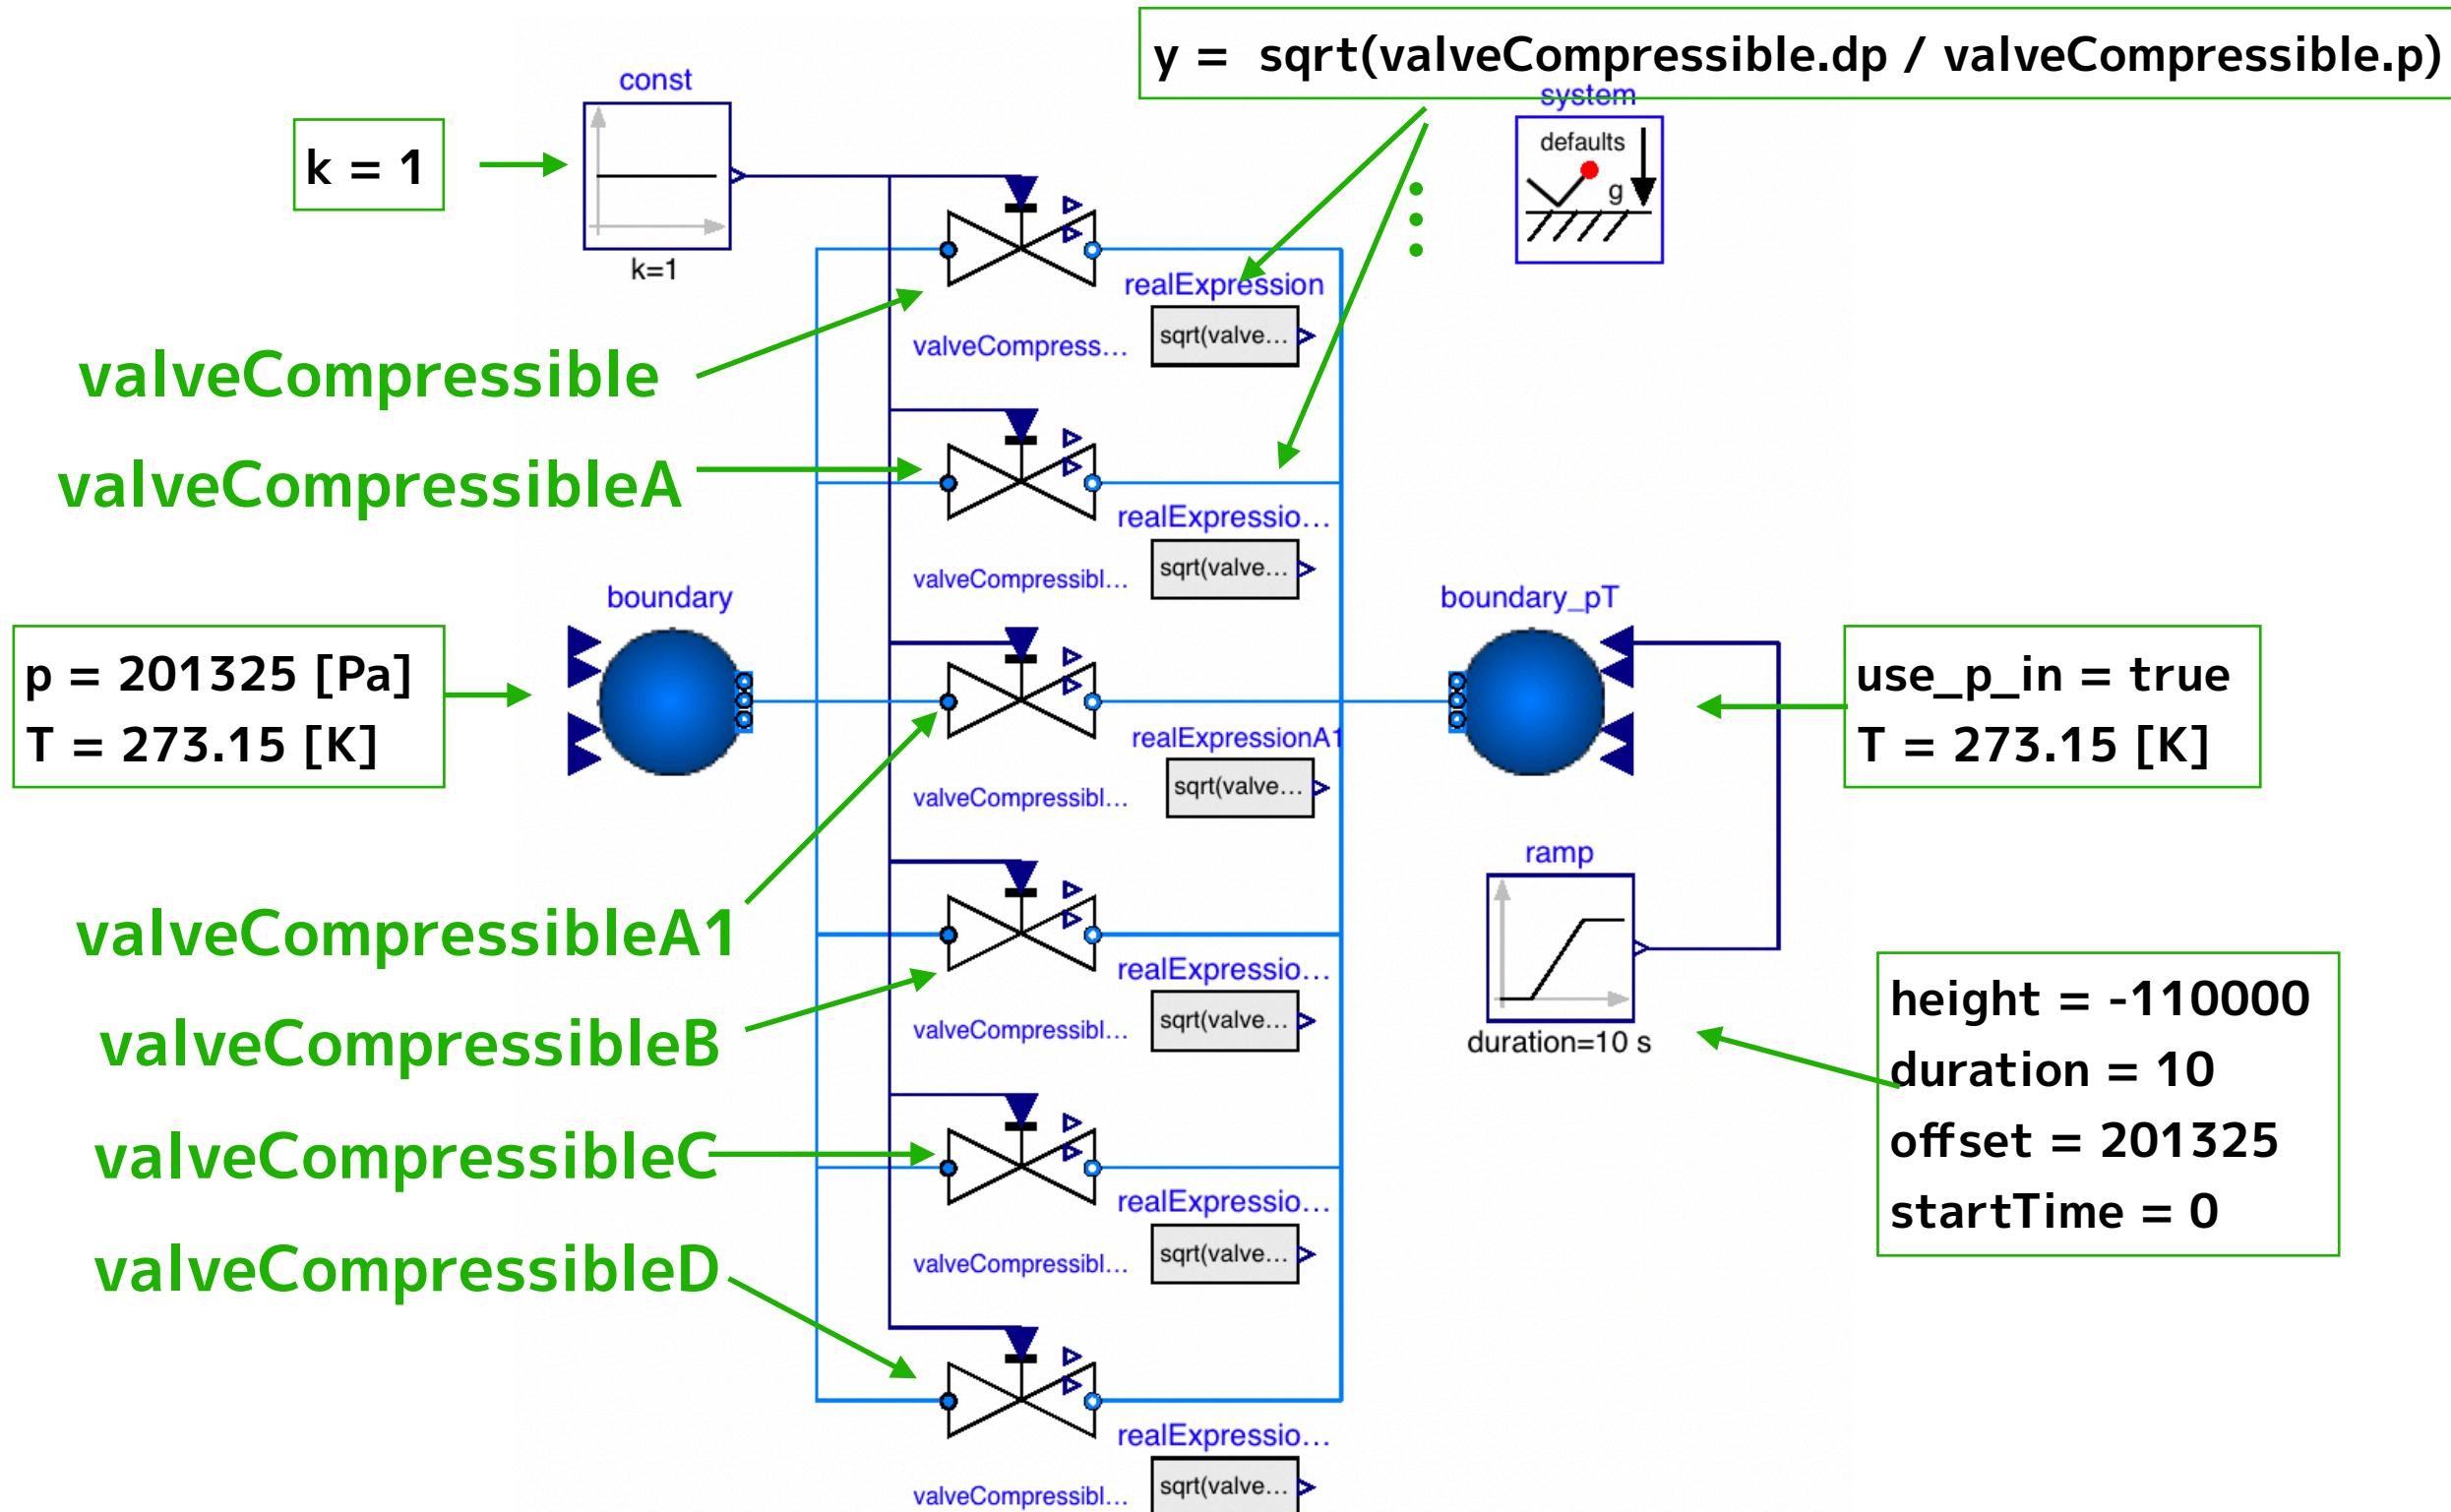 y = sqrt(valveCompressible.dp / valveCompressible.p)
const
system
k = 1
defaults
g
k=1
realExpression
sqrt(valve...
valveCompress...
valveCompressible
valveCompressibleA
realExpressio...
sqrt(valve...
valveCompressibl...
boundary
boundary_pT
p = 201325 [Pa]
T = 273.15 [K]
use_p_in = true
T = 273.15 [K]
realExpressionA1
sqrt(valve...
valveCompressibl...
ramp
duration=10 s
valveCompressibleA1
valveCompressibleB
realExpressio...
sqrt(valve...
valveCompressibl...
height = -110000
duration = 10
offset = 201325
startTime = 0
valveCompressibleC
realExpressio...
sqrt(valve...
valveCompressibl...
valveCompressibleD
realExpressio...
sqrt(valve...
valveCompressibl...